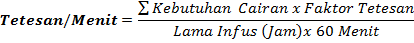 Tetesan/Menit = ∑ Kebutuhan Cairan x Faktor Tetesan
Lama Infus (Jam)x 60 Menit